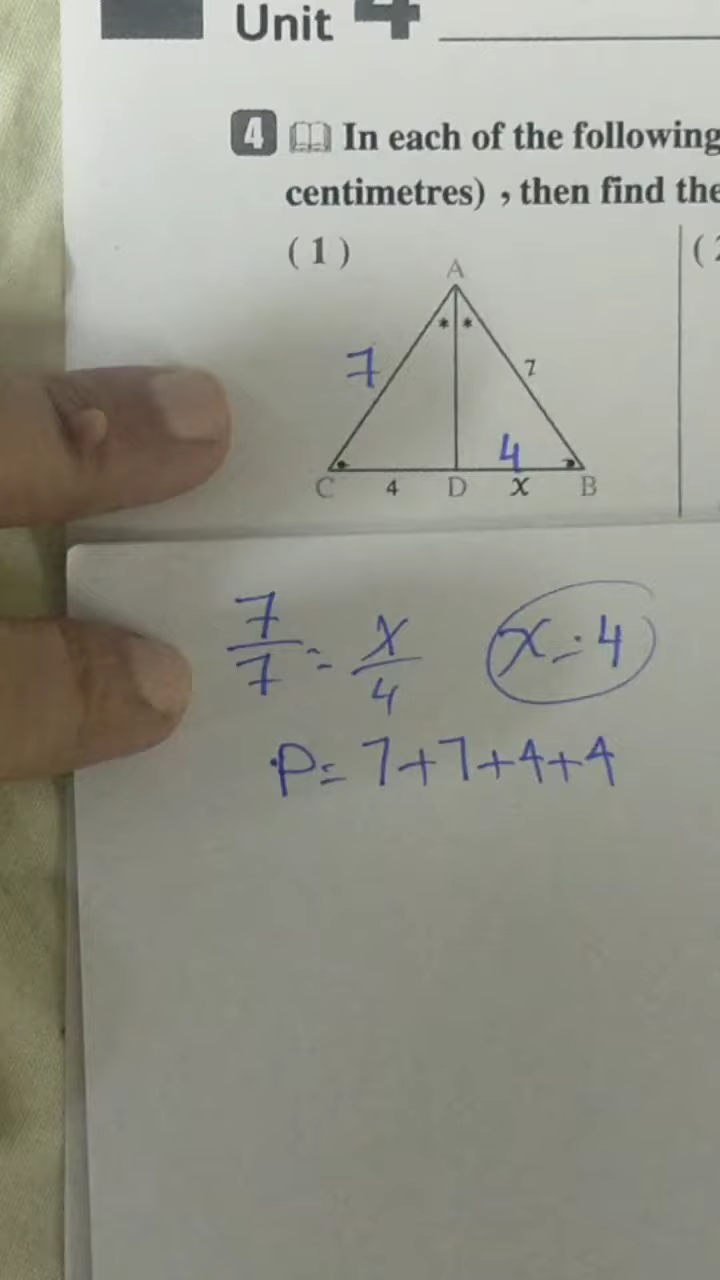 Unit 4
4 In each of the following
centimetres) , then find the
( 1 )
(
A
* *
7 7
4
C 4 D x B
7/7 = x/4 x = 4
P = 7+7+4+4